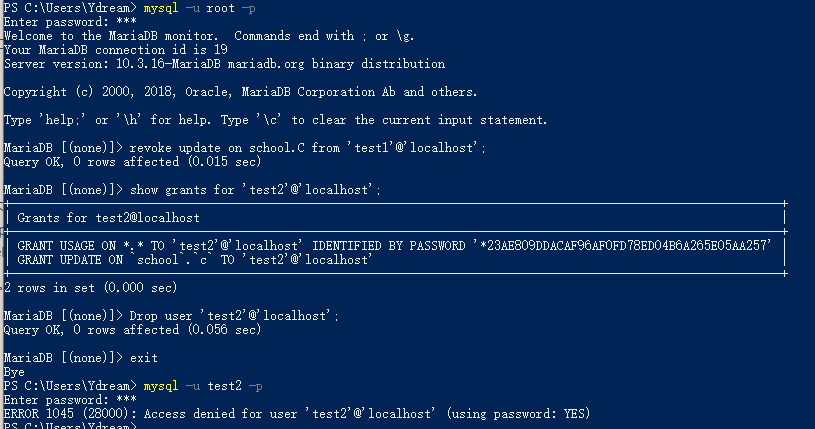 PS C:\Users\Ydream> mysql -u root -p
Enter password: ***
Welcome to the MariaDB monitor.  Commands end with ; or \g.
Your MariaDB connection id is 19
Server version: 10.3.16-MariaDB mariadb.org binary distribution
Copyright (c) 2000, 2018, Oracle, MariaDB Corporation Ab and others.
Type 'help;' or '\h' for help. Type '\c' to clear the current input statement.
MariaDB [(none)]> revoke update on school.C from 'test1'@'localhost';
Query OK, 0 rows affected (0.015 sec)
MariaDB [(none)]> show grants for 'test2'@'localhost';
Grants for test2@localhost
GRANT USAGE ON *.* TO 'test2'@'localhost' IDENTIFIED BY PASSWORD '*23AE809DDACAF96AF0FD78ED04B6A265E05AA257'
GRANT UPDATE ON `school`.`c` TO 'test2'@'localhost'
2 rows in set (0.000 sec)
MariaDB [(none)]> Drop user 'test2'@'localhost';
Query OK, 0 rows affected (0.056 sec)
MariaDB [(none)]> exit
Bye
PS C:\Users\Ydream> mysql -u test2 -p
Enter password: ***
ERROR 1045 (28000): Access denied for user 'test2'@'localhost' (using password: YES)
PS C:\Users\Ydream>